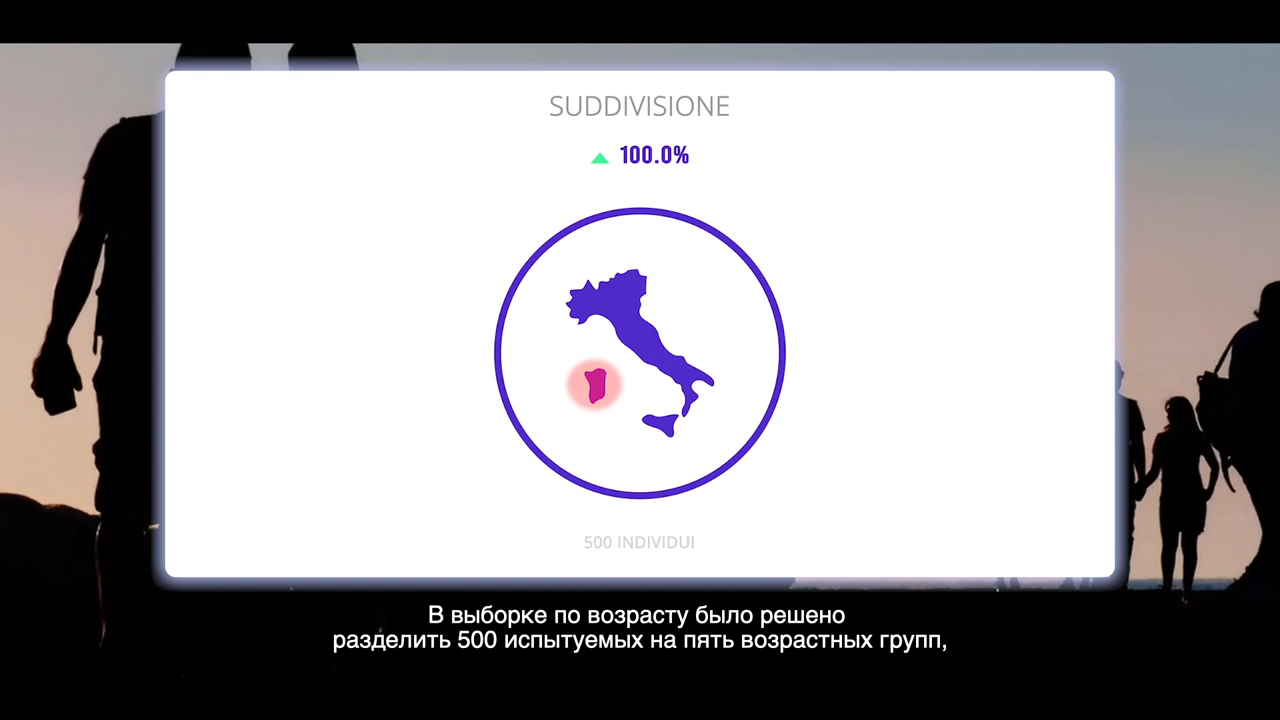 SUDDIVISIONE
100.0%
500 INDIVIDUI
В выборке по возрасту было решено
разделить 500 испытуемых на пять возрастных групп,